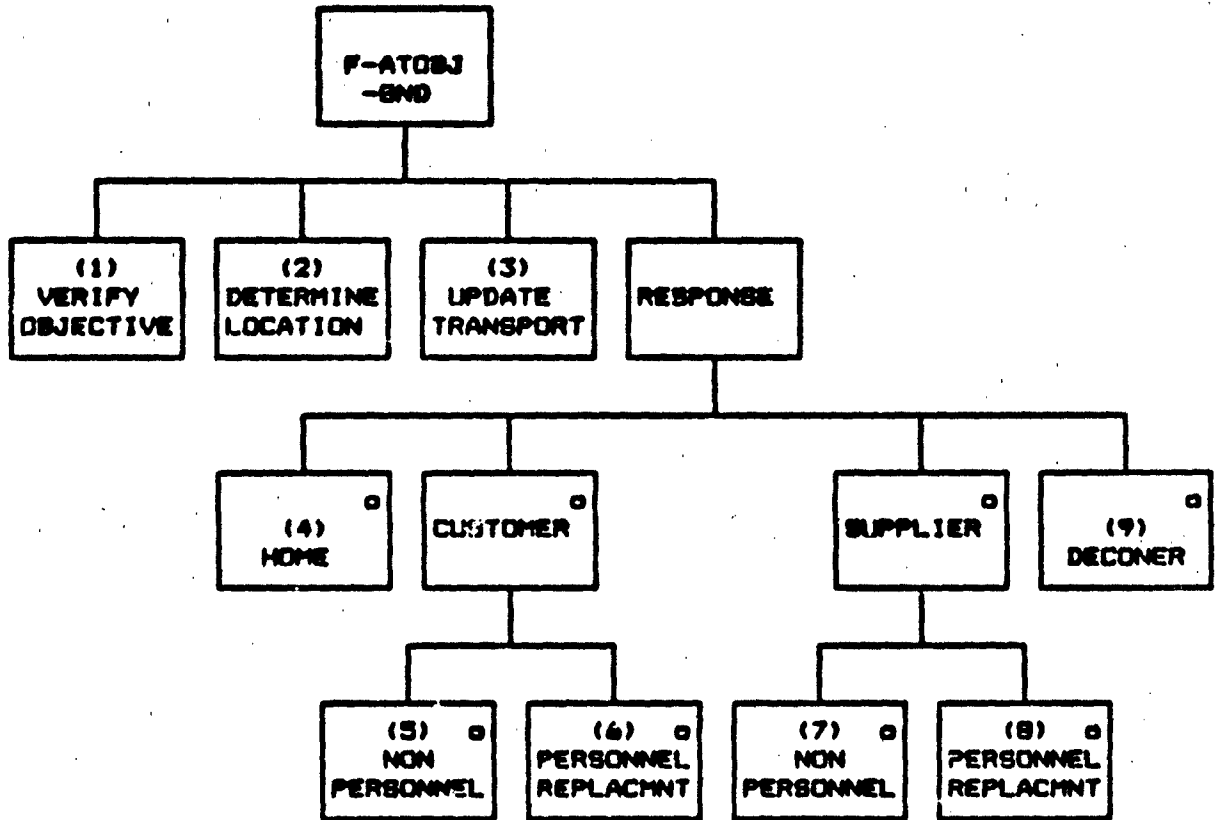 F-ATOBJ
-GND
(1)
VERIFY
OBJECTIVE
(2)
DETERMINE
LOCATION
(3)
UPDATE
TRANSPORT
RESPONSE
(4)
HOME
CUSTOMER
SUPPLIER
(9)
DECONER
(5)
NON
PERSONNEL
(6)
PERSONNEL
REPLACMNT
(7)
NON
PERSONNEL
(8)
PERSONNEL
REPLACMNT